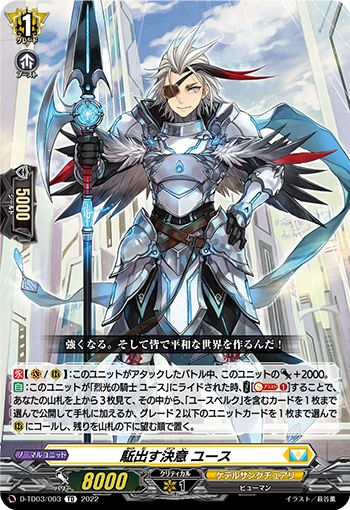 1
グレード
ブースト
5000
シールド
強くなる。そして皆で平和な世界を作るんだ！
永【R】：このユニットがアタックしたバトル中、このユニットの+2000。
自：このユニットが「烈光の騎士 ユース」にライドされた時、【ソウルブラスト1】することで、
あなたの山札を上から3枚見て、その中から、「ユースベルク」を含むカードを1枚まで
選んで公開して手札に加えるか、グレード2以下のユニットカードを1枚まで選んで
Rにコールし、残りを山札の下に望む順で置く。
ノーマルユニット
駈出す決意 ユース
パワー 8000
クリティカル
1
ケテルサンクチュアリ
ヒューマン
D-TD03/003 TD 2022
イラスト/萩谷薫